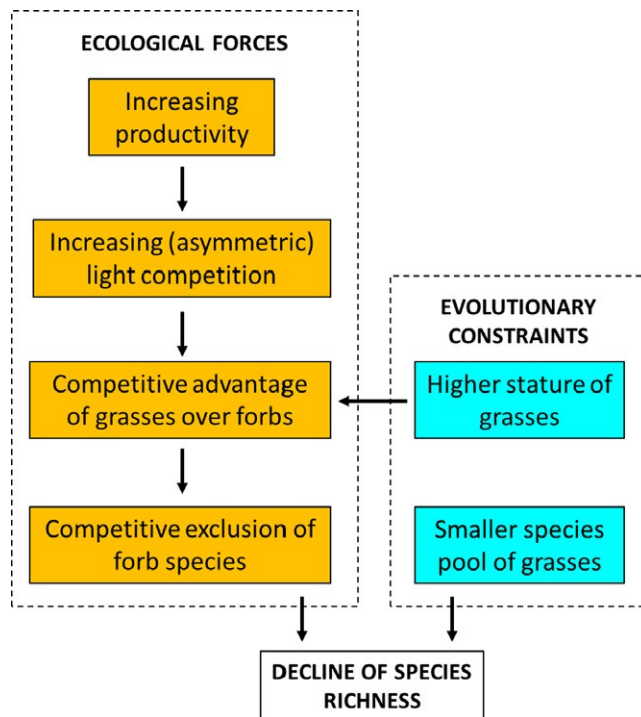 ECOLOGICAL FORCES
Increasing
productivity
Increasing (asymmetric)
light competition
Competitive advantage
of grasses over forbs
Competitive exclusion of
forb species
EVOLUTIONARY
CONSTRAINTS
Higher stature of
grasses
Smaller species
pool of grasses
DECLINE OF SPECIES
RICHNESS